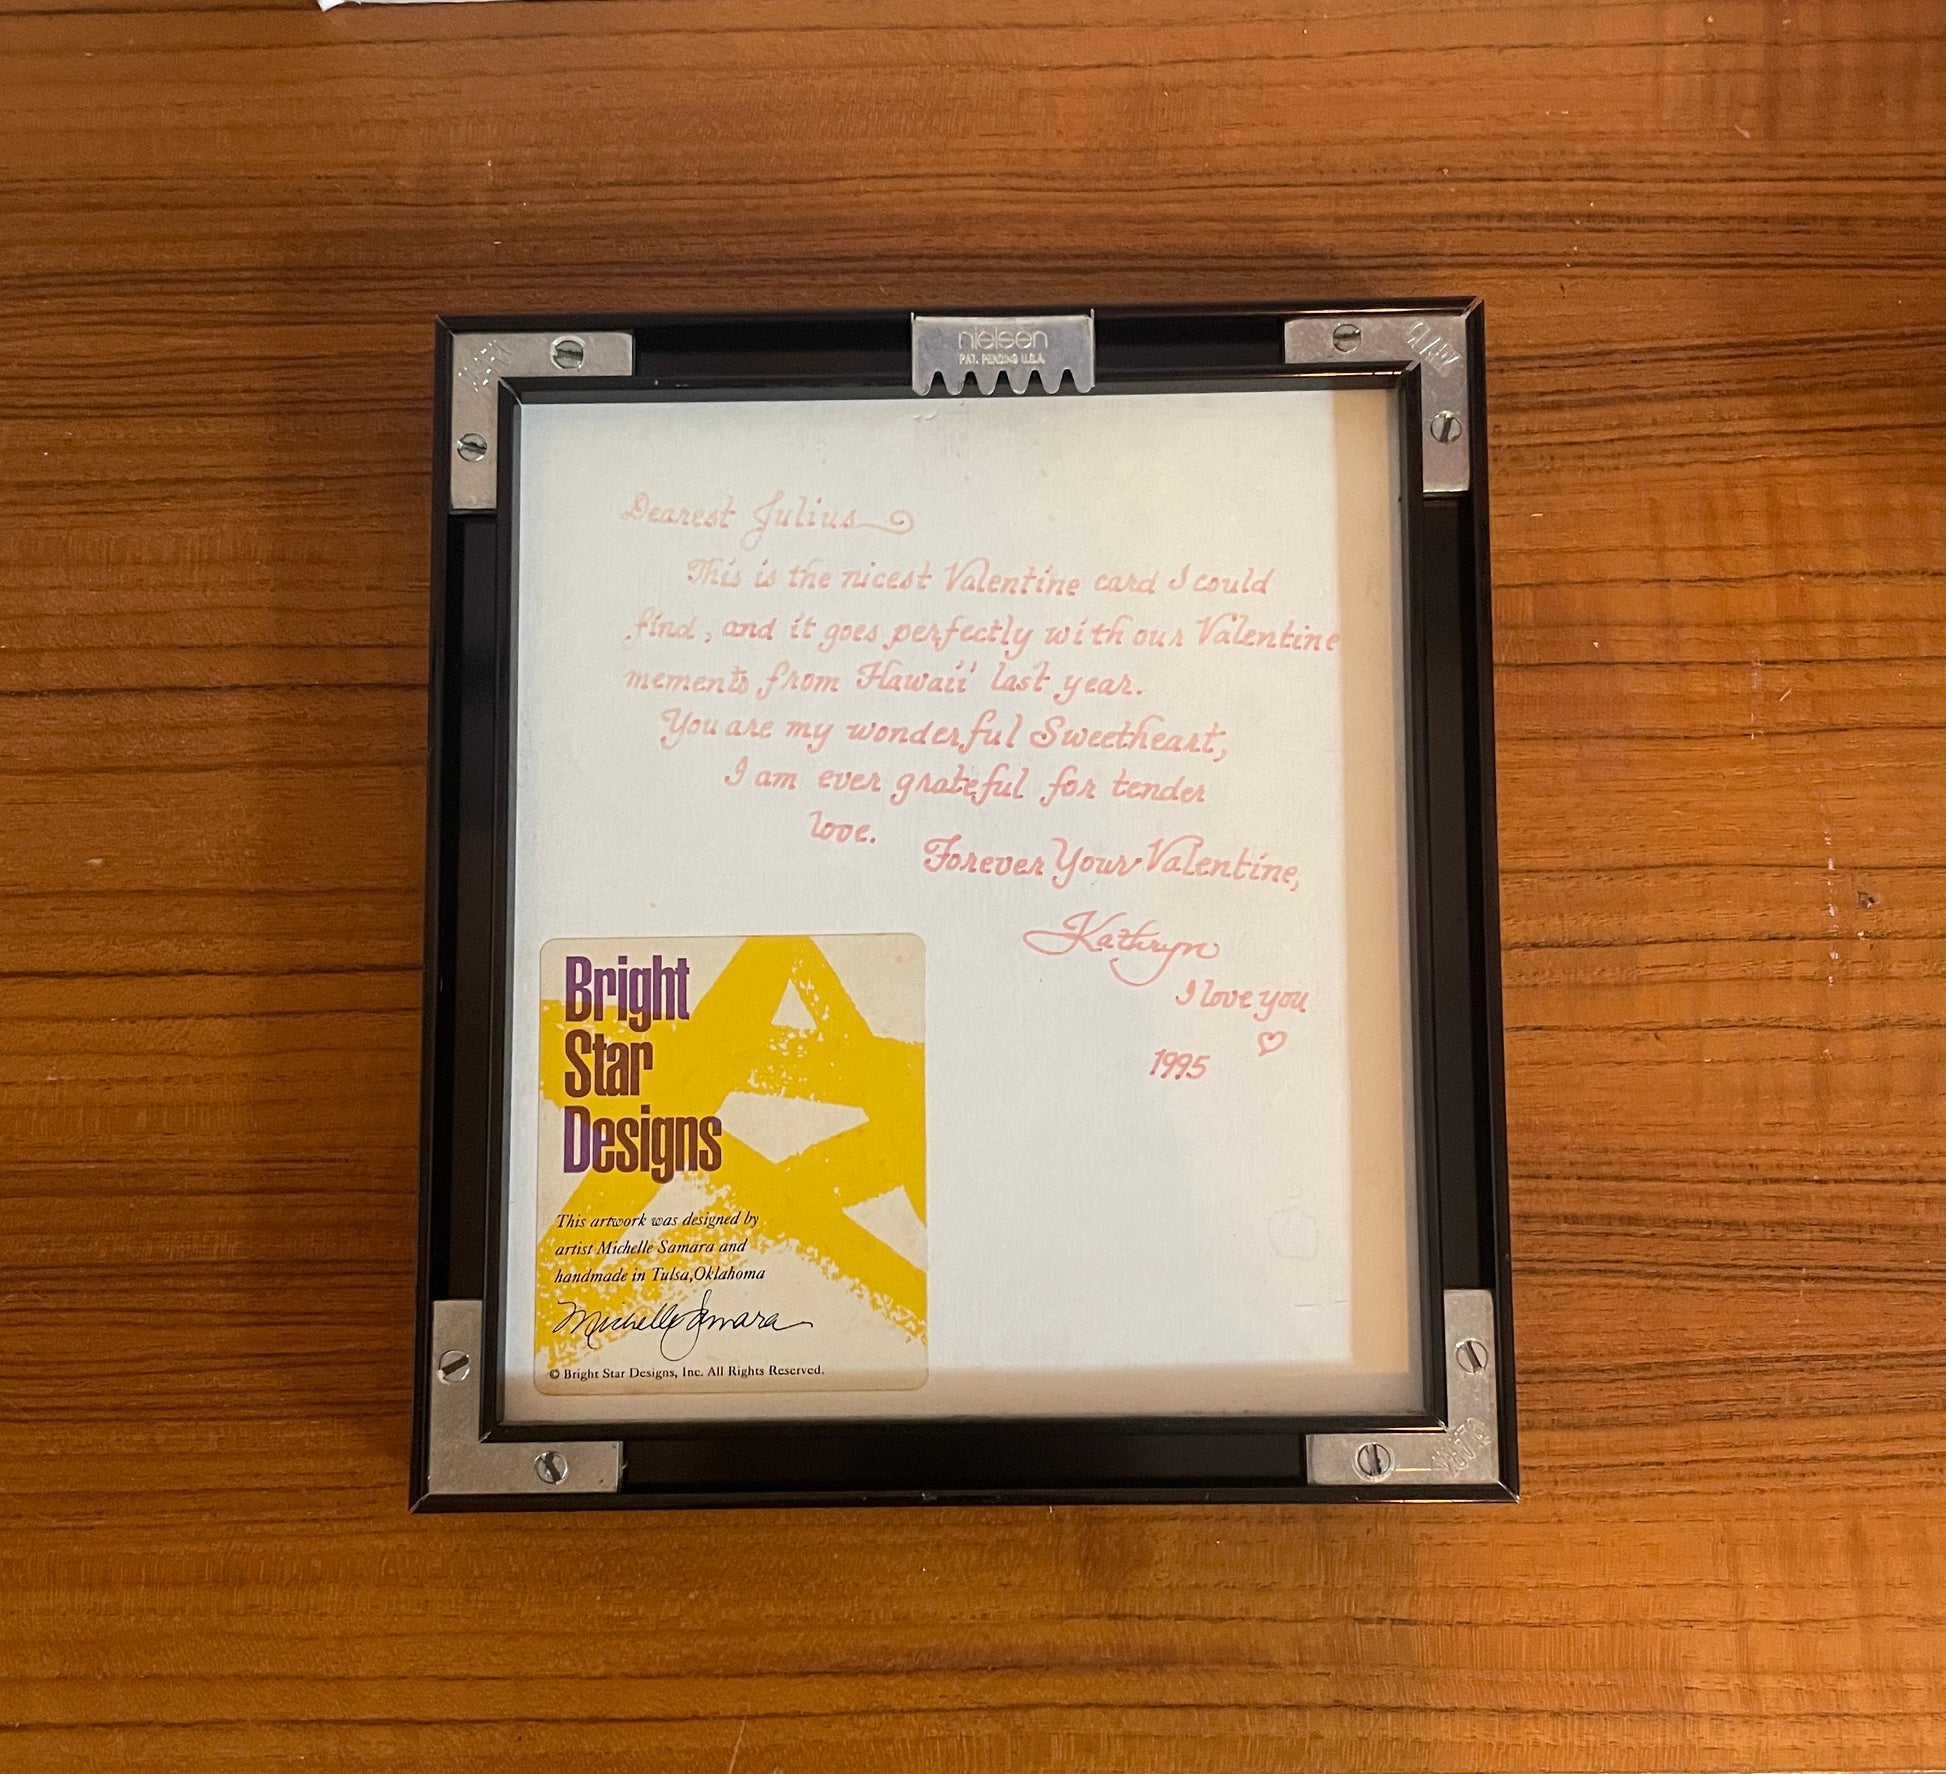 nielsen
PAT. PENDING U.S.A.
Dearest Julius
This is the nicest Valentine card I could
find, and it goes perfectly with our Valentine
memento from Hawaii last year.
You are my wonderful Sweetheart,
I am ever grateful for tender
love.
Forever Your Valentine,
Kathryn
I love you
1995
Bright
Star
Designs
This artwork was designed by
artist Michelle Samara and
handmade in Tulsa, Oklahoma
Michelle Samara
© Bright Star Designs, Inc. All Rights Reserved.